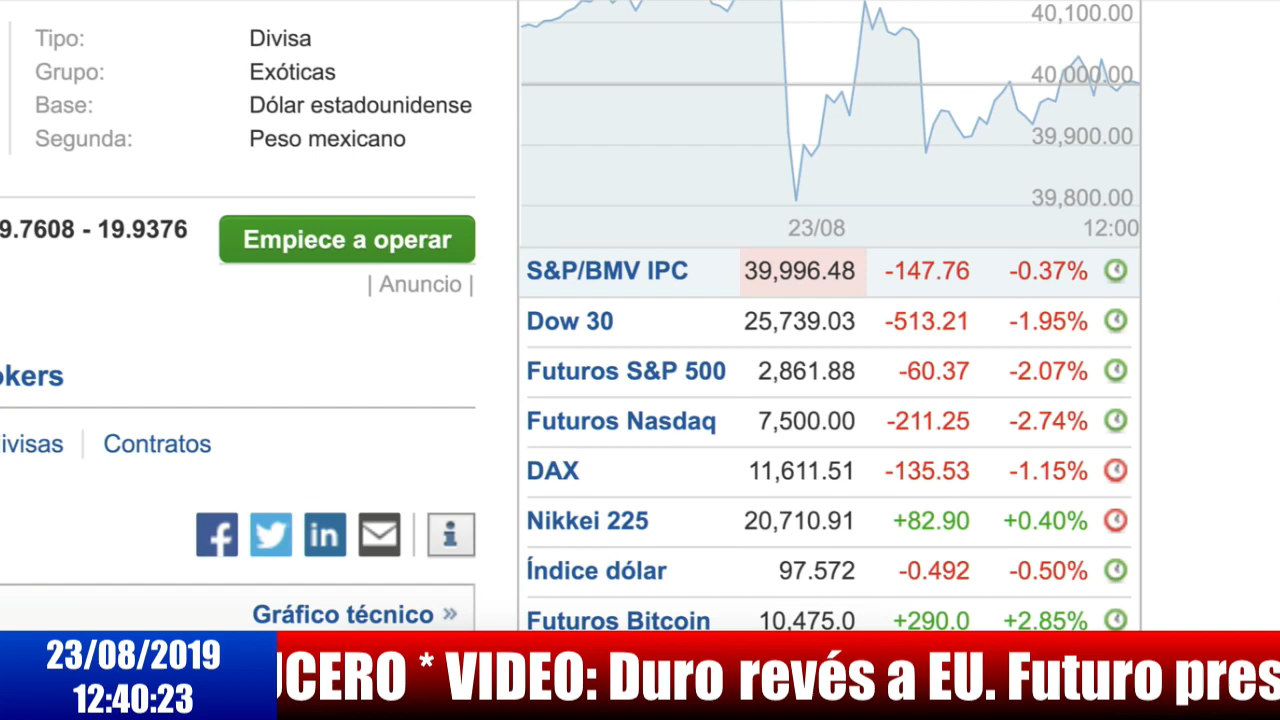 Tipo: Divisa
Grupo: Exóticas
Base: Dólar estadounidense
Segunda: Peso mexicano
9.7608 - 19.9376
Empiece a operar
| Anuncio |
okers
ivisas
Contratos
in
i
Gráfico técnico »
40,100.00
40,000.00
39,900.00
39,800.00
23/08 12:00
S&P/BMV IPC 39,996.48 -147.76 -0.37%
Dow 30 25,739.03 -513.21 -1.95%
Futuros S&P 500 2,861.88 -60.37 -2.07%
Futuros Nasdaq 7,500.00 -211.25 -2.74%
DAX 11,611.51 -135.53 -1.15%
Nikkei 225 20,710.91 +82.90 +0.40%
Índice dólar 97.572 -0.492 -0.50%
Futuros Bitcoin 10,475.0 +290.0 +2.85%
23/08/2019
12:40:23
UCERO * VIDEO: Duro revés a EU. Futuro pres